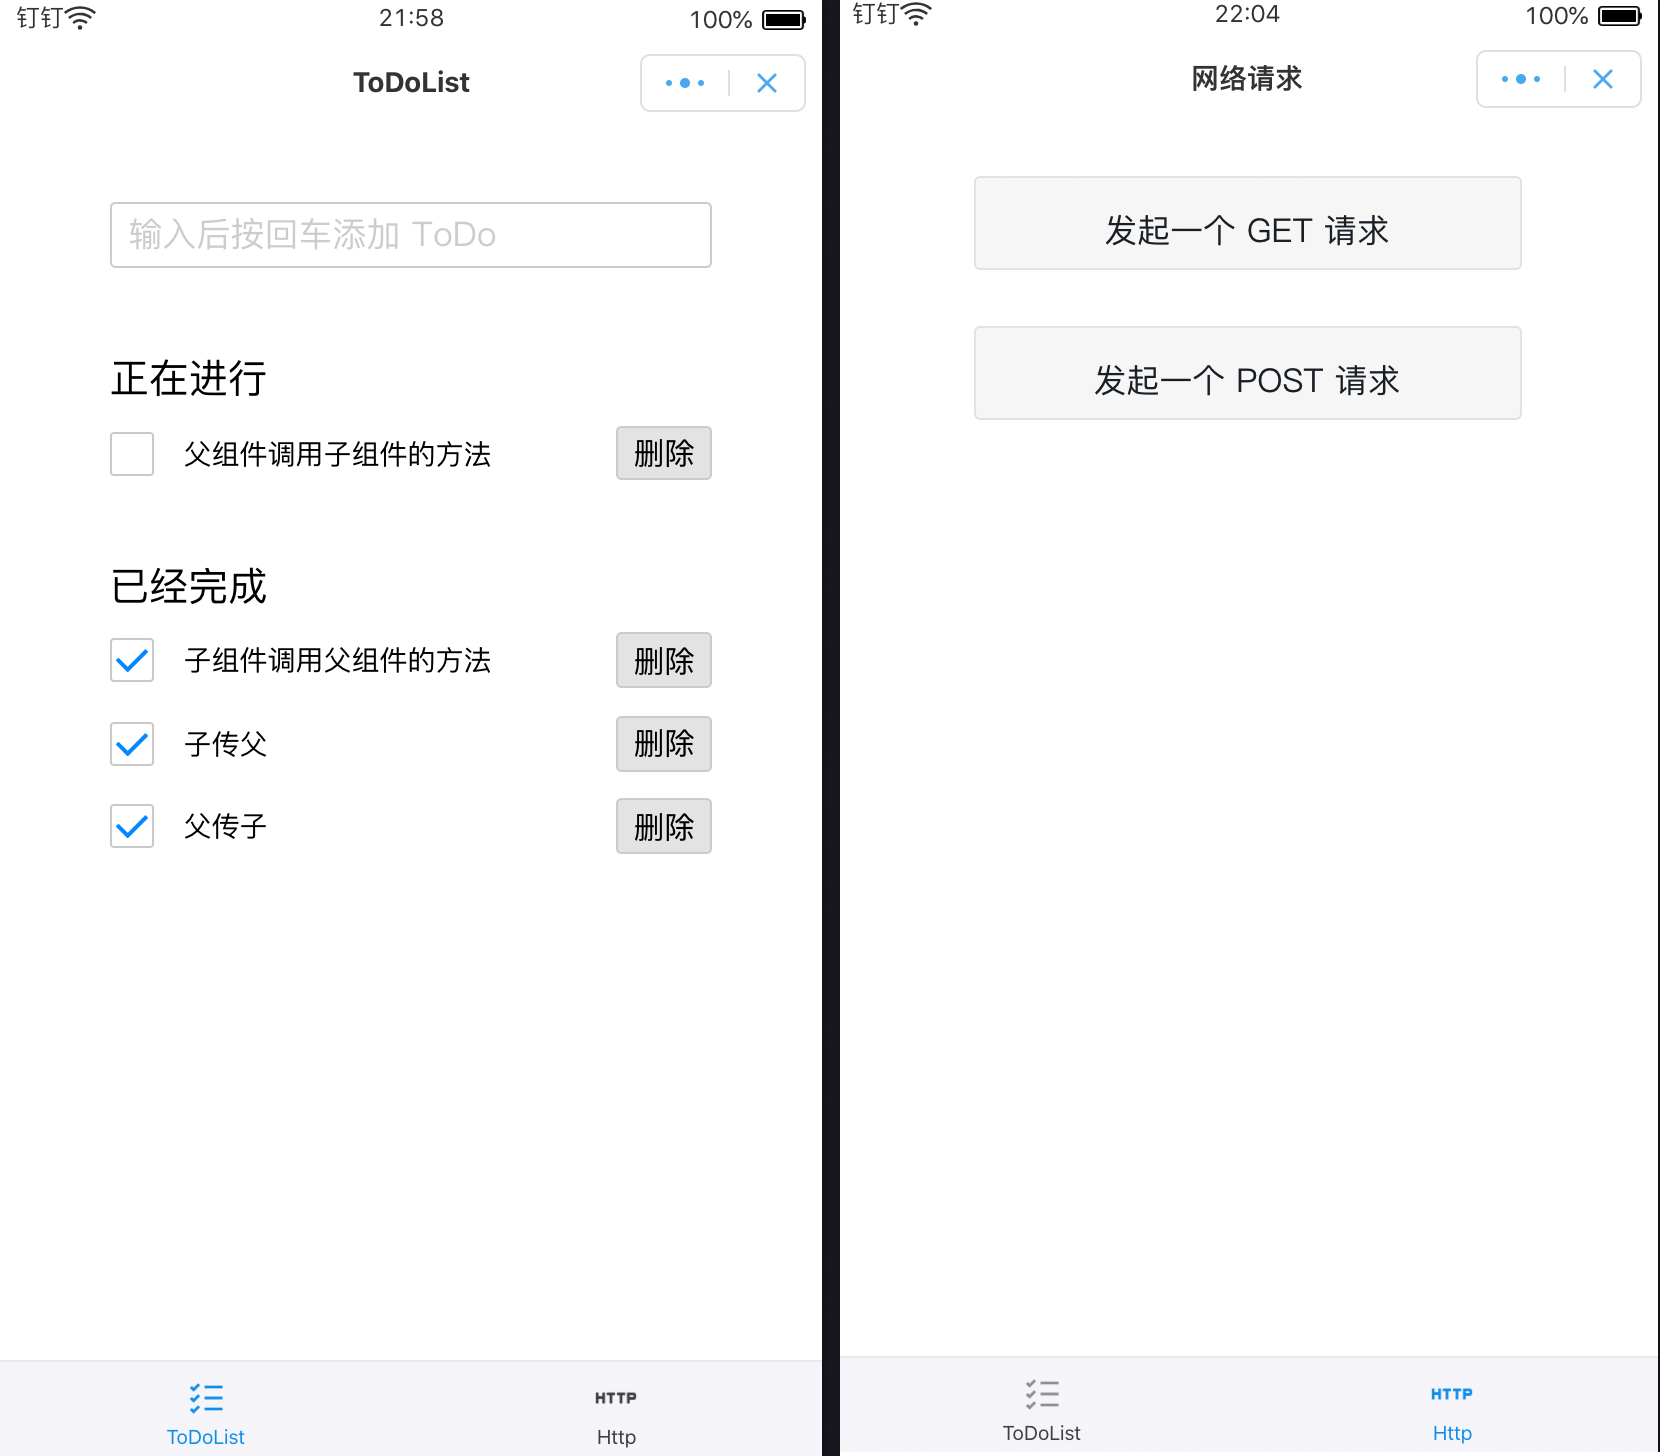 钉钉 21:58 100%
ToDoList
输入后按回车添加 ToDo
正在进行
父组件调用子组件的方法 删除
已经完成
子组件调用父组件的方法 删除
子传父 删除
父传子 删除
HTTP
ToDoList Http
钉钉 22:04 100%
网络请求
发起一个 GET 请求
发起一个 POST 请求
HTTP
ToDoList Http